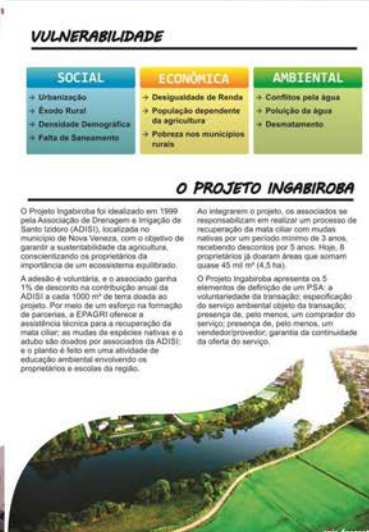 VULNERABILIDADE
SOCIAL
→ Urbanização
→ Êxodo Rural
→ Densidade Demográfica
→ Falta de Saneamento
ECONÔMICA
→ Desigualdade de Renda
→ População dependente
da agricultura
→ Pobreza nos municípios
rurais
AMBIENTAL
→ Conflitos pela água
→ Poluição da água
→ Desmatamento
O PROJETO INGABIROBA
O Projeto Ingabiroba foi idealizado em 1999
pela Associação de Drenagem e Irrigação de
Santo Izidoro (ADISI), localizada no
município de Nova Veneza, com o objetivo de
garantir a sustentabilidade da agricultura,
conscientizando os proprietários da
importância de um ecossistema equilibrado.
A adesão é voluntária, e o associado ganha
1% de desconto na contribuição anual da
ADISI a cada 1000 m² de terra doada ao
projeto. Por meio de um esforço na formação
de parcerias, a EPAGRI oferece a
assistência técnica para a recuperação da
mata ciliar; as mudas de espécies nativas e o
adubo são doados por associados da ADISI;
e o plantio é feito em uma atividade de
educação ambiental envolvendo os
proprietários e escolas da região.
Ao integrarem o projeto, os associados se
responsabilizam em realizar um processo de
recuperação da mata ciliar com mudas
nativas por um período mínimo de 3 anos,
recebendo descontos por 5 anos. Hoje, 8
proprietários já doaram áreas que somam
quase 45 mil m² (4,5 ha).
O Projeto Ingabiroba apresenta os 5
elementos de definição de um PSA: a
voluntariedade da transação; especificação
do serviço ambiental objeto da transação;
presença de, pelo menos, um comprador do
serviço; presença de, pelo menos, um
vendedor/provedor; garantia da continuidade
da oferta do serviço.